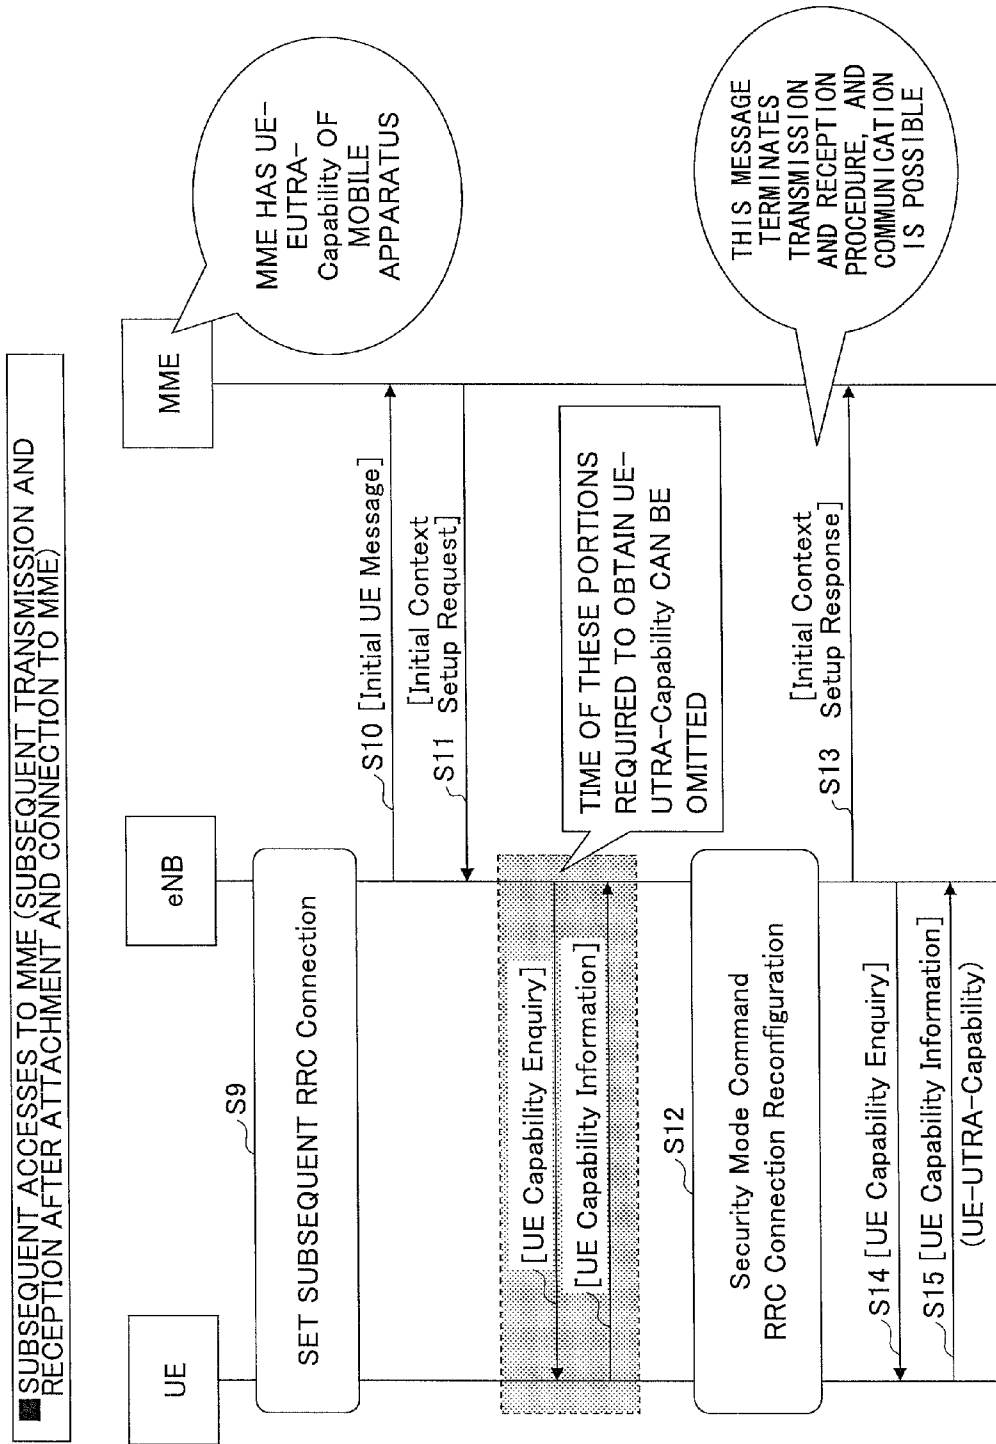 ■SUBSEQUENT ACCESSES TO MME (SUBSEQUENT TRANSMISSION AND
RECEPTION AFTER ATTACHMENT AND CONNECTION TO MME)
UE
eNB
MME
MME HAS UE-
EUTRA-
Capability OF
MOBILE
APPARATUS
S9
SET SUBSEQUENT RRC Connection
S10 [Initial UE Message]
[Initial Context
S11 Setup Request]
[UE Capability Enquiry]
[UE Capability Information]
TIME OF THESE PORTIONS
REQUIRED TO OBTAIN UE-
UTRA-Capability CAN BE
OMITTED
S12
Security Mode Command
RRC Connection Reconfiguration
[Initial Context
S13 Setup Response]
THIS MESSAGE
TERMINATES
TRANSMISSION
AND RECEPTION
PROCEDURE, AND
COMMUNICATION
IS POSSIBLE
S14 [UE Capability Enquiry]
S15 [UE Capability Information]
(UE-UTRA-Capability)